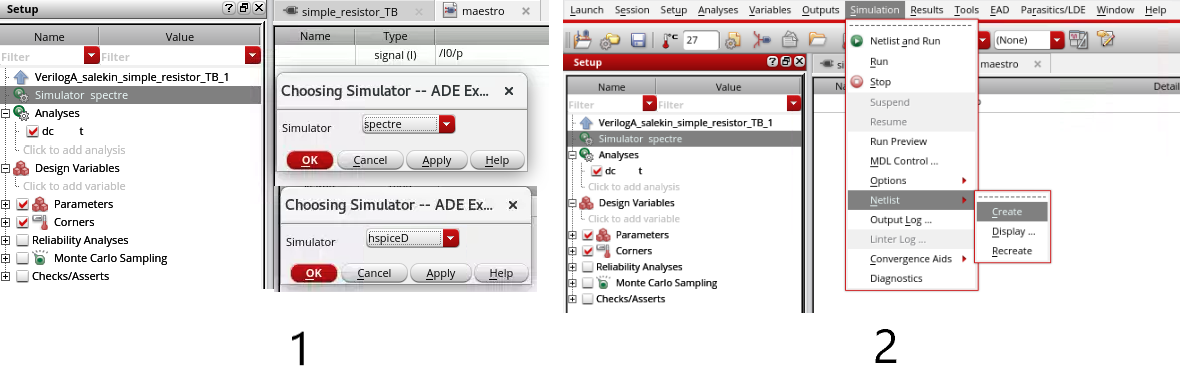 Setup
Name Value
Filter Filter
VerilogA_salekin_simple_resistor_TB_1
Simulator spectre
Analyses
dc t
Click to add analysis
Design Variables
Click to add variable
Parameters
Corners
Reliability Analyses
Monte Carlo Sampling
Checks/Asserts
simple_resistor_TB maestro
Name Type
signal (I) /I0/p
Choosing Simulator -- ADE Ex...
Simulator spectre
OK Cancel Apply Help
Choosing Simulator -- ADE Ex...
Simulator hspiceD
OK Cancel Apply Help
1
Launch Session Setup Analyses Variables Outputs Simulation Results Tools EAD Parasitics/LDE Window Help
27 (None)
Setup
Name Value
Filter Filter
VerilogA_salekin_simple_resistor_TB_1
Simulator spectre
Analyses
dc t
Click to add analysis
Design Variables
Click to add variable
Parameters
Corners
Reliability Analyses
Monte Carlo Sampling
Checks/Asserts
Netlist and Run
Run
Stop
Suspend
Resume
Run Preview
MDL Control ...
Options
Netlist
Output Log ...
Linter Log ...
Convergence Aids
Diagnostics
Create
Display ...
Recreate
maestro
Detail
2